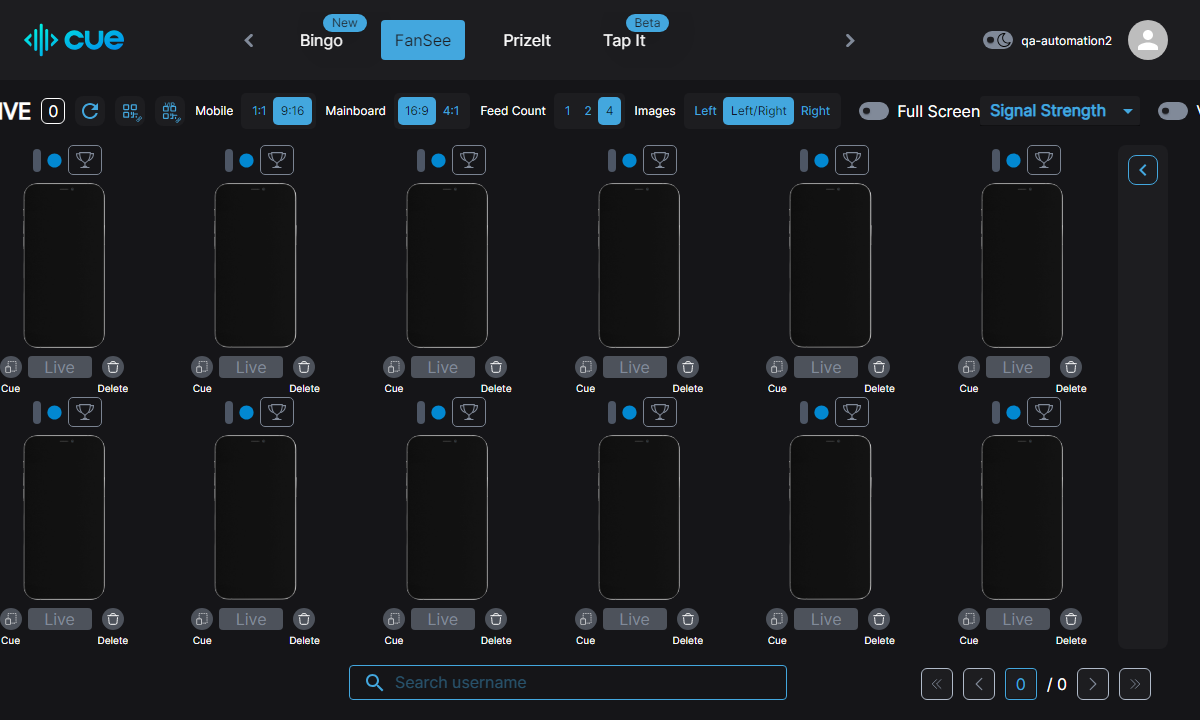 New
Beta
cue
Bingo
FanSee
PrizeIt
Tap It
qa-automation2
IVE
0
Mobile
1:1
9:16
Mainboard
16:9
4:1
Feed Count
1
2
4
Images
Left
Left/Right
Right
Full Screen
Signal Strength
Live
Live
Live
Live
Live
Live
Cue
Delete
Cue
Delete
Cue
Delete
Cue
Delete
Cue
Delete
Cue
Delete
Live
Live
Live
Live
Live
Live
Cue
Delete
Cue
Delete
Cue
Delete
Cue
Delete
Cue
Delete
Cue
Delete
Search username
0
/ 0